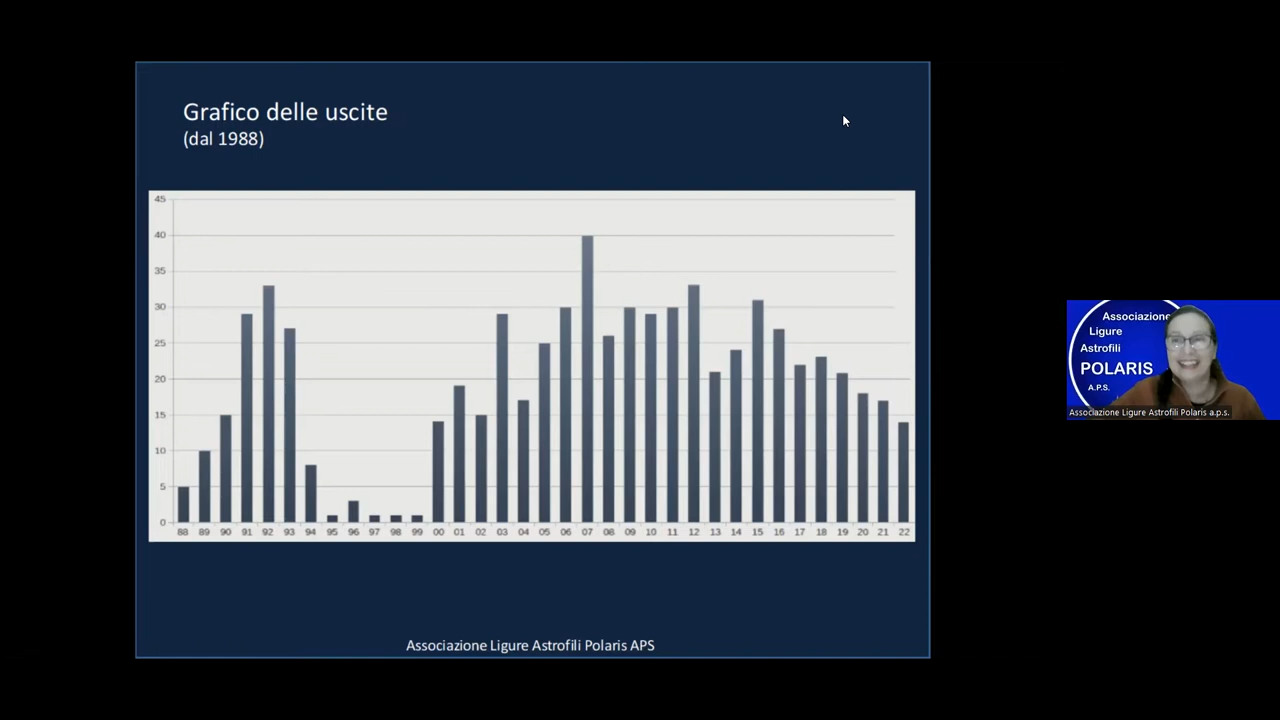 Grafico delle uscite
(dal 1988)
45
40
35
30
25
20
15
10
5
0
88 89 90 91 92 93 94 95 96 97 98 99 00 01 02 03 04 05 06 07 08 09 10 11 12 13 14 15 16 17 18 19 20 21 22
Associazione Ligure Astrofili Polaris APS
Associazione
Ligure
Astrofili
POLARIS
A.P.S.
Associazione Ligure Astrofili Polaris a.p.s.